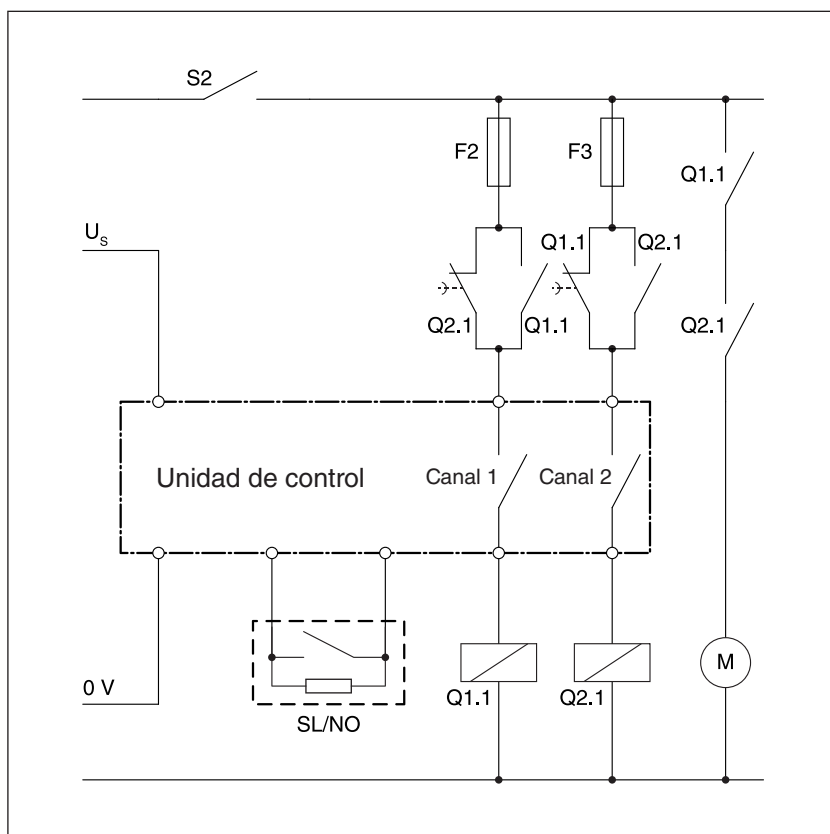 S2
F2
F3
Q1.1
U_S
Q1.1
Q2.1
Q2.1
Q1.1
Q2.1
Unidad de control
Canal 1
Canal 2
M
0 V
Q1.1
Q2.1
SL/NO